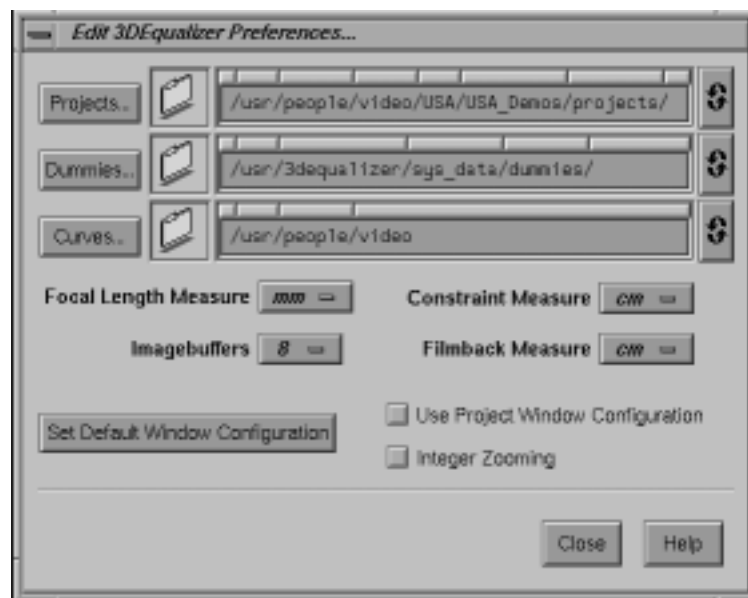 Edit 3DEqualizer Preferences...
Projects... /usr/people/video/USA/USA_Demos/projects/
Dummies... /usr/3dequalizer/sys_data/dummies/
Curves... /usr/people/video
Focal Length Measure mm Constraint Measure cm
Imagebuffers 8 Filmback Measure cm
Set Default Window Configuration Use Project Window Configuration
Integer Zooming
Close Help